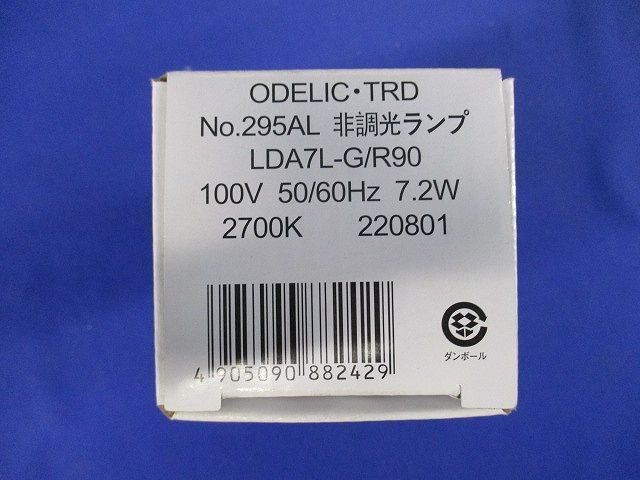 ODELIC・TRD
No.295AL 非調光ランプ
LDA7L-G/R90
100V 50/60Hz 7.2W
2700K 220801
4 905090 882429
ダンボール